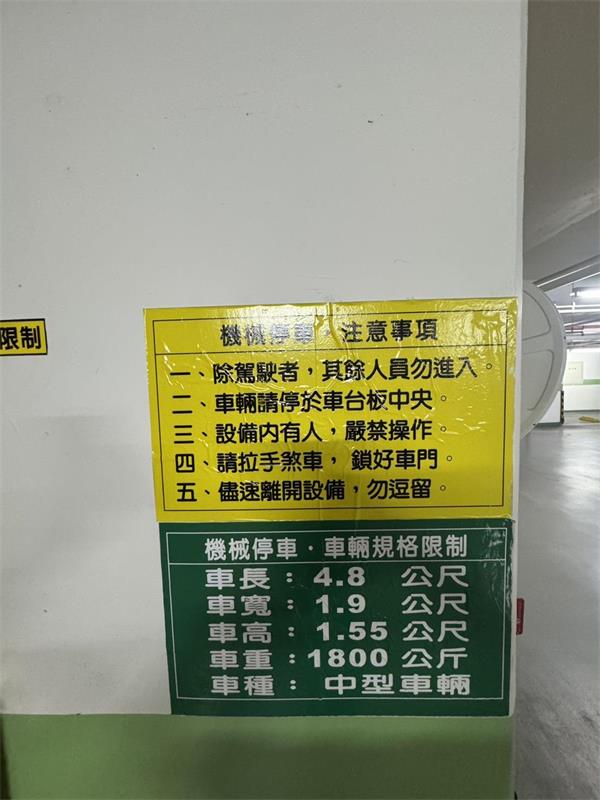 限制
機械停車・注意事項
一、除駕駛者，其餘人員勿進入。
二、車輛請停於車台板中央。
三、設備內有人，嚴禁操作。
四、請拉手煞車，鎖好車門。
五、儘速離開設備，勿逗留。
機械停車・車輛規格限制
車長：4.8 公尺
車寬：1.9 公尺
車高：1.55 公尺
車重：1800 公斤
車種：中型車輛